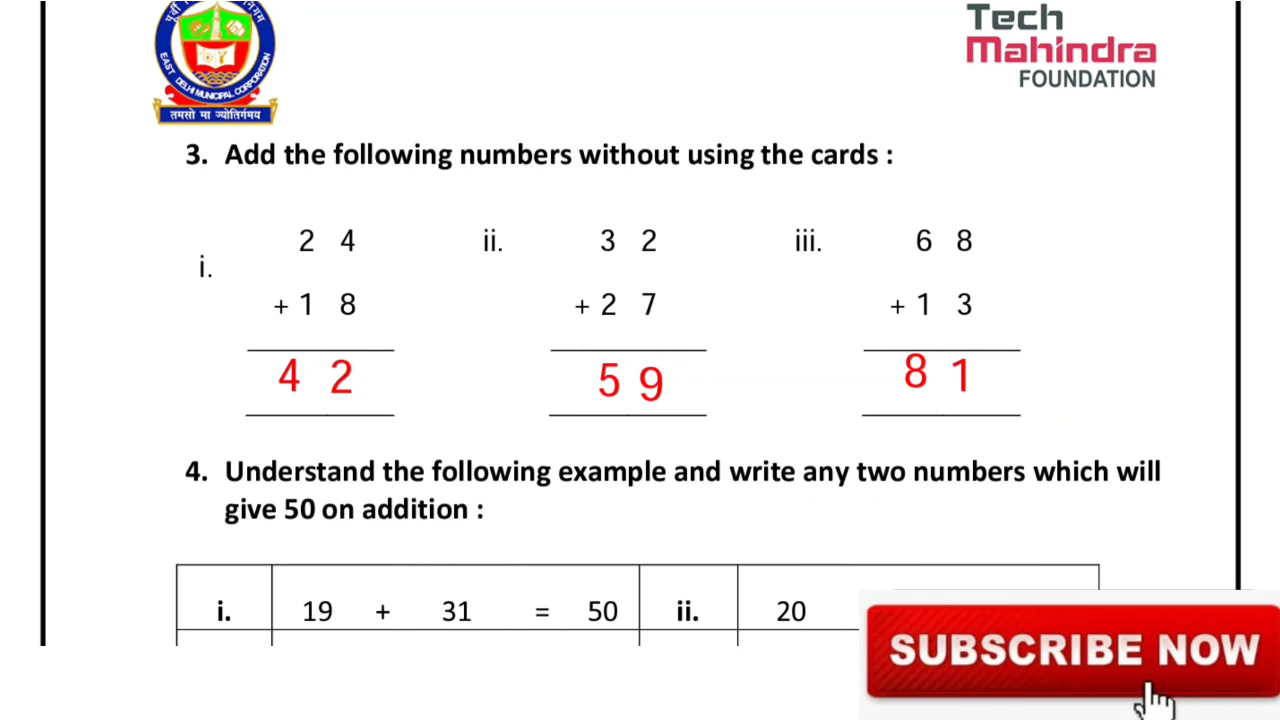 EAST DELHI MUNICIPAL CORPORATION
तमसो मा ज्योतिर्गमय
Tech
Mahindra
FOUNDATION
3. Add the following numbers without using the cards :
i. 2 4 ii. 3 2 iii. 6 8
+ 1 8 + 2 7 + 1 3
4 2 5 9 8 1
4. Understand the following example and write any two numbers which will
give 50 on addition :
i. 19 + 31 = 50 ii. 20
SUBSCRIBE NOW